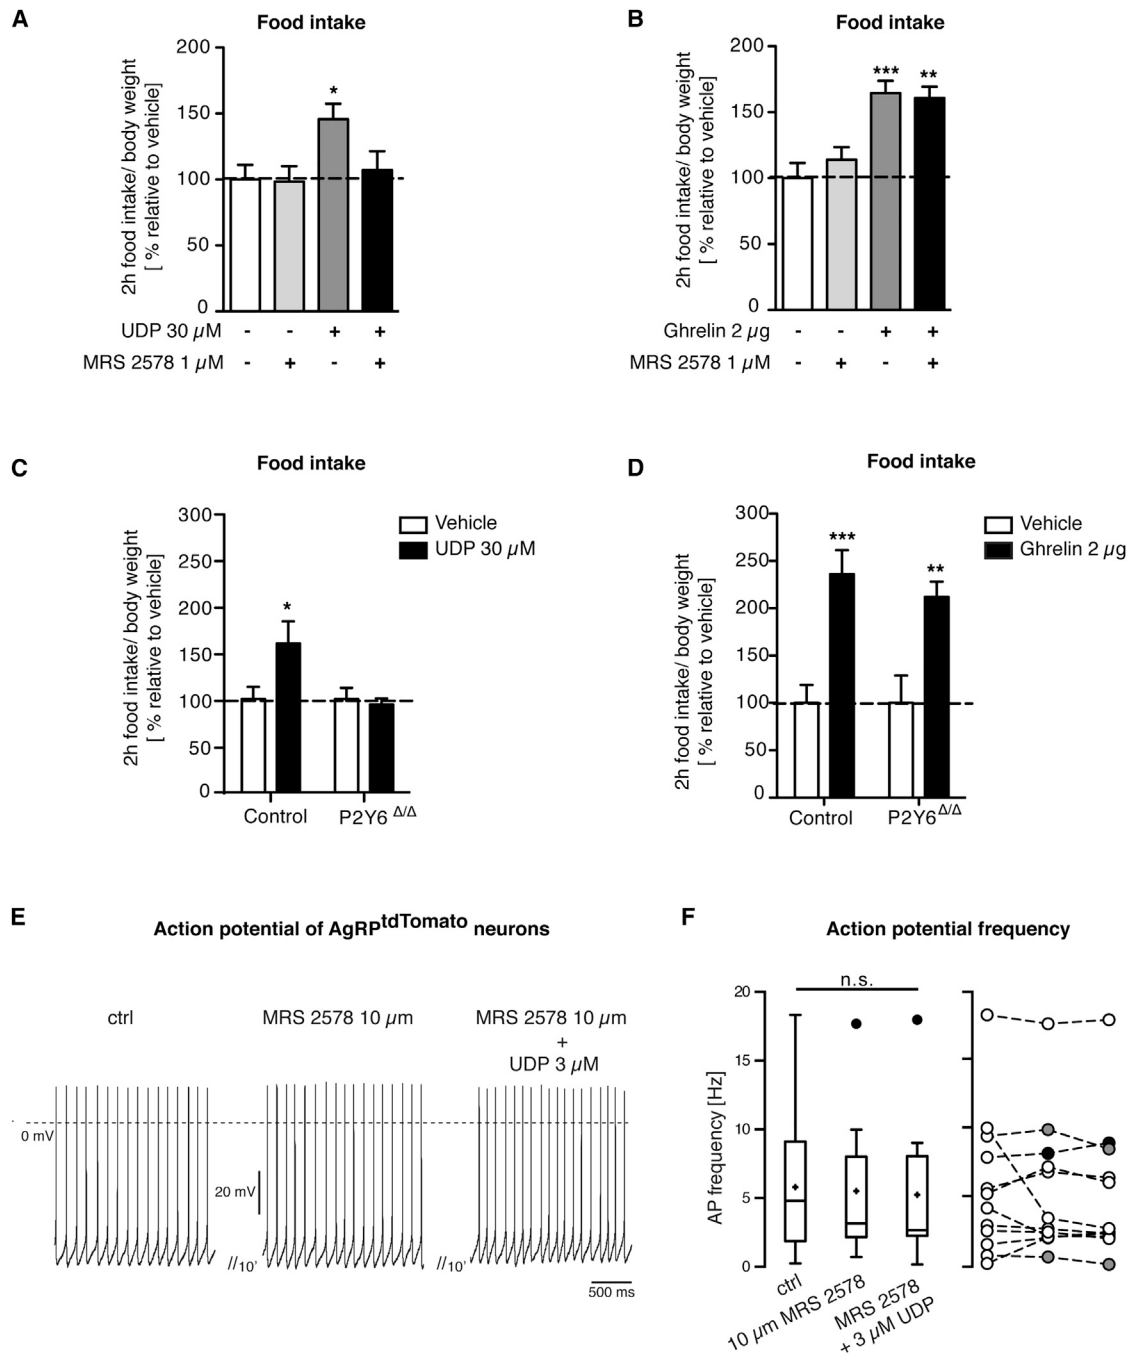 A
Food intake
2h food intake/ body weight
[ % relative to vehicle]
200
150
100
50
0
*
UDP 30 µM - - + +
MRS 2578 1 µM - + - +
B
Food intake
2h food intake/ body weight
[ % relative to vehicle]
200
150
100
50
0
***
**
Ghrelin 2 µg - - + +
MRS 2578 1 µM - + - +
C
Food intake
2h food intake/ body weight
[ % relative to vehicle]
300
250
200
150
100
50
0
*
Vehicle
UDP 30 µM
Control
P2Y6 Δ/Δ
D
Food intake
2h food intake/ body weight
[ % relative to vehicle]
300
250
200
150
100
50
0
***
**
Vehicle
Ghrelin 2 µg
Control
P2Y6 Δ/Δ
E
Action potential of AgRPtdTomato neurons
ctrl
MRS 2578 10 µm
MRS 2578 10 µm
+
UDP 3 µM
0 mV
20 mV
//10'
//10'
500 ms
F
Action potential frequency
n.s.
AP frequency [Hz]
20
15
10
5
0
ctrl
10 µm MRS 2578
MRS 2578
+ 3 µM UDP